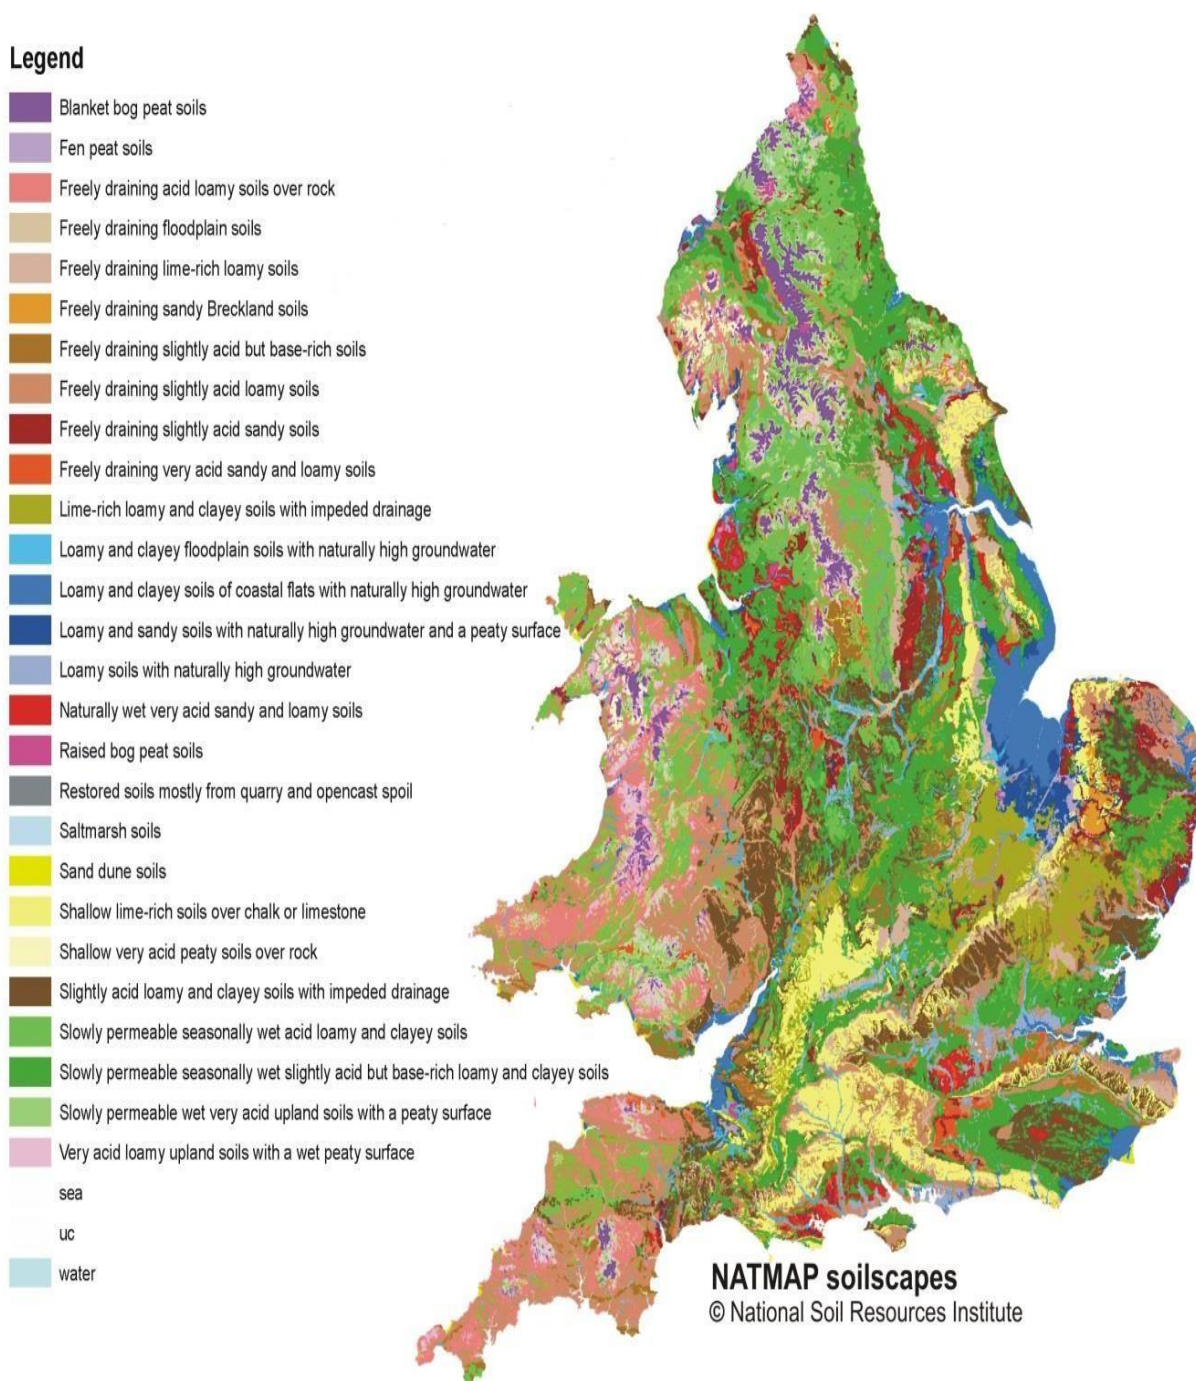 Legend
Blanket bog peat soils
Fen peat soils
Freely draining acid loamy soils over rock
Freely draining floodplain soils
Freely draining lime-rich loamy soils
Freely draining sandy Breckland soils
Freely draining slightly acid but base-rich soils
Freely draining slightly acid loamy soils
Freely draining slightly acid sandy soils
Freely draining very acid sandy and loamy soils
Lime-rich loamy and clayey soils with impeded drainage
Loamy and clayey floodplain soils with naturally high groundwater
Loamy and clayey soils of coastal flats with naturally high groundwater
Loamy and sandy soils with naturally high groundwater and a peaty surface
Loamy soils with naturally high groundwater
Naturally wet very acid sandy and loamy soils
Raised bog peat soils
Restored soils mostly from quarry and opencast spoil
Saltmarsh soils
Sand dune soils
Shallow lime-rich soils over chalk or limestone
Shallow very acid peaty soils over rock
Slightly acid loamy and clayey soils with impeded drainage
Slowly permeable seasonally wet acid loamy and clayey soils
Slowly permeable seasonally wet slightly acid but base-rich loamy and clayey soils
Slowly permeable wet very acid upland soils with a peaty surface
Very acid loamy upland soils with a wet peaty surface
sea
uc
water
NATMAP soilscapes
© National Soil Resources Institute